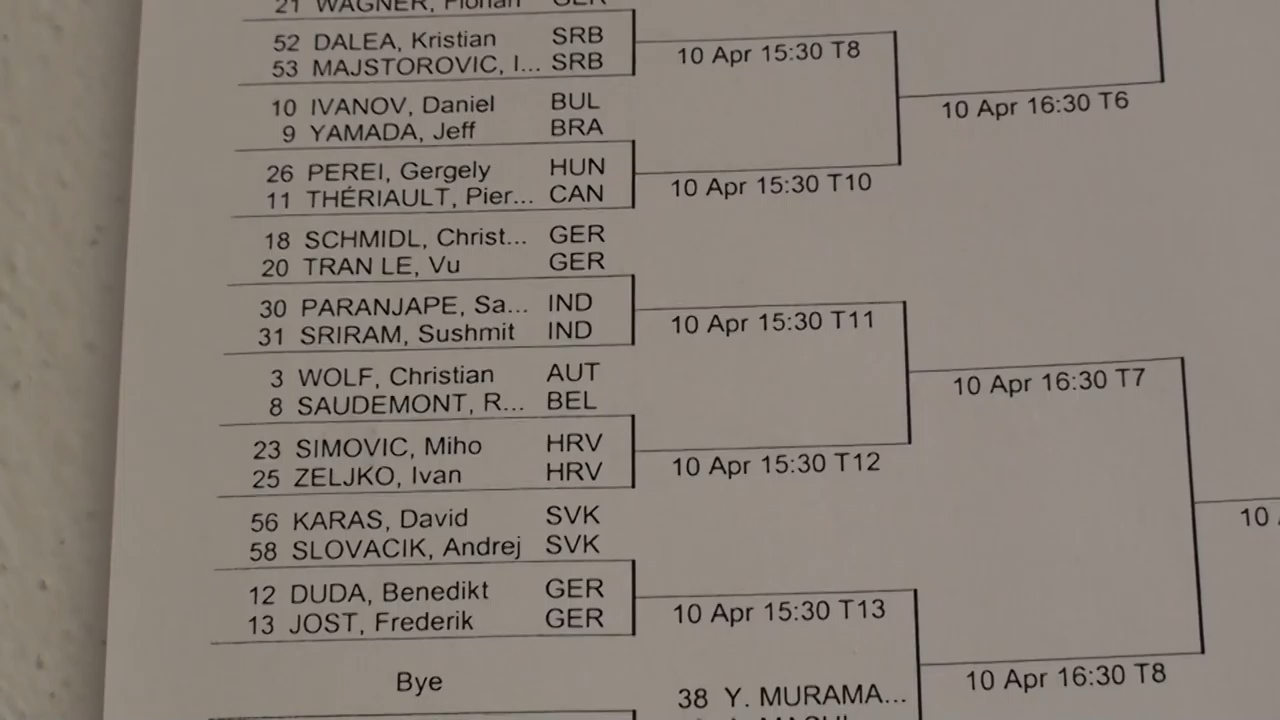 21 WAGNER, Florian GER
52 DALEA, Kristian SRB
53 MAJSTOROVIC, I... SRB
10 Apr 15:30 T8
10 IVANOV, Daniel BUL
9 YAMADA, Jeff BRA
10 Apr 16:30 T6
26 PEREI, Gergely HUN
11 THÉRIAULT, Pier... CAN
10 Apr 15:30 T10
18 SCHMIDL, Christ... GER
20 TRAN LE, Vu GER
30 PARANJAPE, Sa... IND
31 SRIRAM, Sushmit IND
10 Apr 15:30 T11
3 WOLF, Christian AUT
8 SAUDEMONT, R... BEL
10 Apr 16:30 T7
23 SIMOVIC, Miho HRV
25 ZELJKO, Ivan HRV
10 Apr 15:30 T12
56 KARAS, David SVK
58 SLOVACIK, Andrej SVK
10
12 DUDA, Benedikt GER
13 JOST, Frederik GER
10 Apr 15:30 T13
Bye
10 Apr 16:30 T8
38 Y. MURAMA...